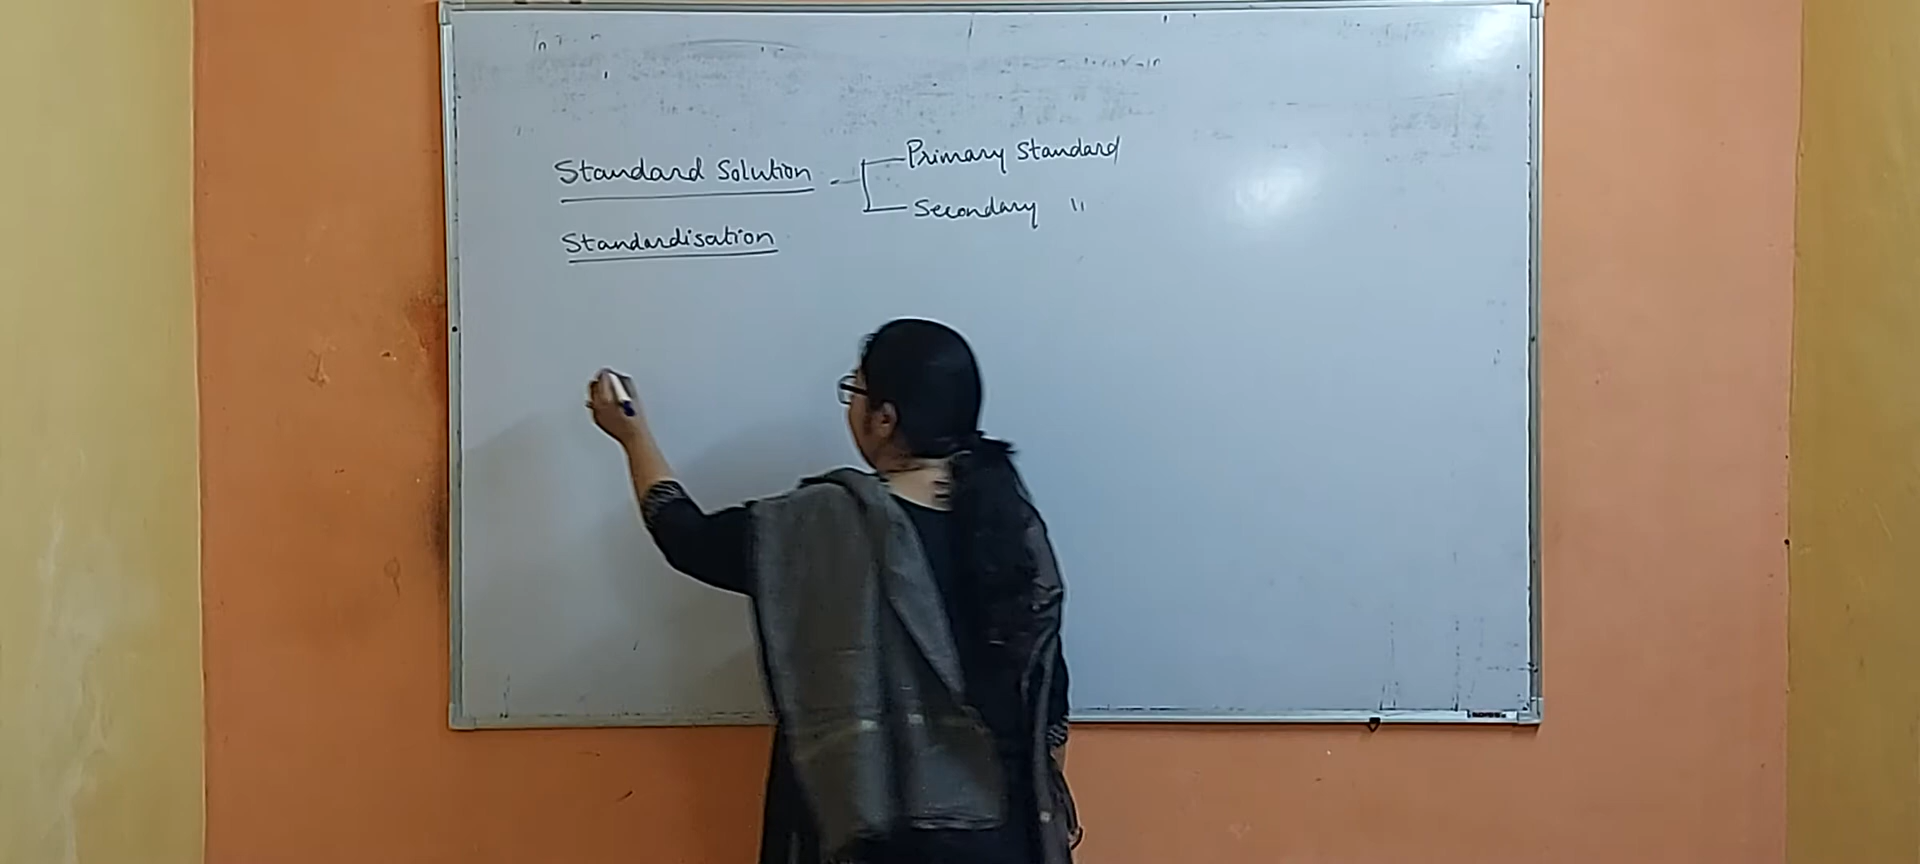 Standard Solution
Primary Standard
Secondary "
Standardisation